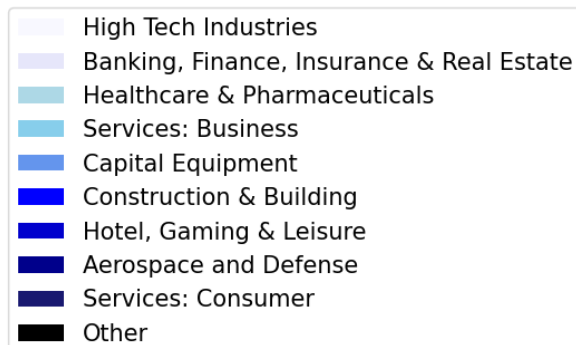 High Tech Industries
Banking, Finance, Insurance & Real Estate
Healthcare & Pharmaceuticals
Services: Business
Capital Equipment
Construction & Building
Hotel, Gaming & Leisure
Aerospace and Defense
Services: Consumer
Other